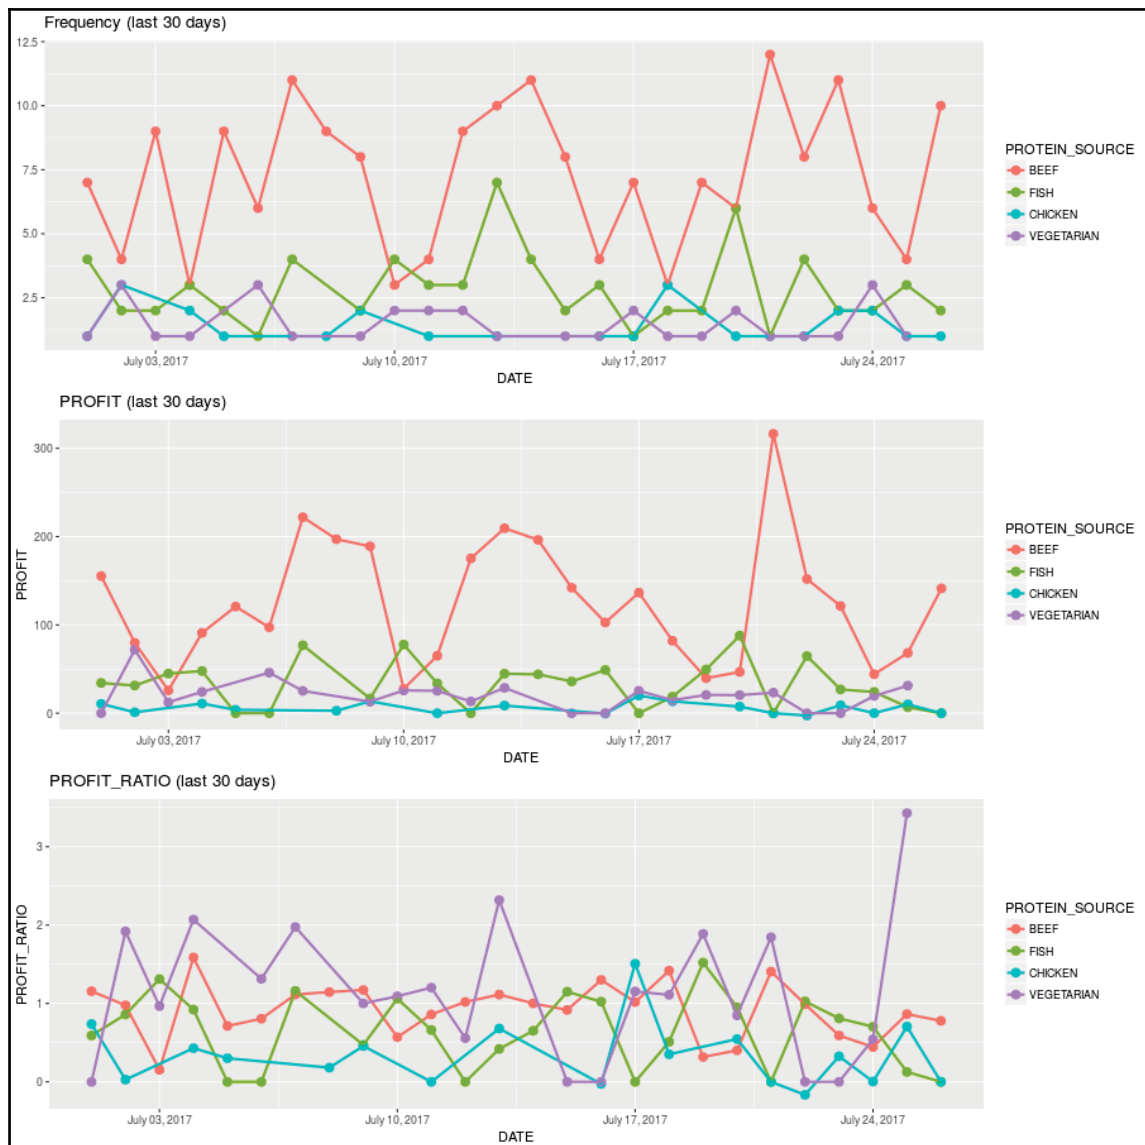 Frequency (last 30 days)
12.5
10.0
7.5
5.0
2.5
July 03, 2017
July 10, 2017
July 17, 2017
July 24, 2017
DATE
PROTEIN_SOURCE
BEEF
FISH
CHICKEN
VEGETARIAN
PROFIT (last 30 days)
PROFIT
300
200
100
0
July 03, 2017
July 10, 2017
July 17, 2017
July 24, 2017
DATE
PROTEIN_SOURCE
BEEF
FISH
CHICKEN
VEGETARIAN
PROFIT_RATIO (last 30 days)
PROFIT_RATIO
3
2
1
0
July 03, 2017
July 10, 2017
July 17, 2017
July 24, 2017
DATE
PROTEIN_SOURCE
BEEF
FISH
CHICKEN
VEGETARIAN